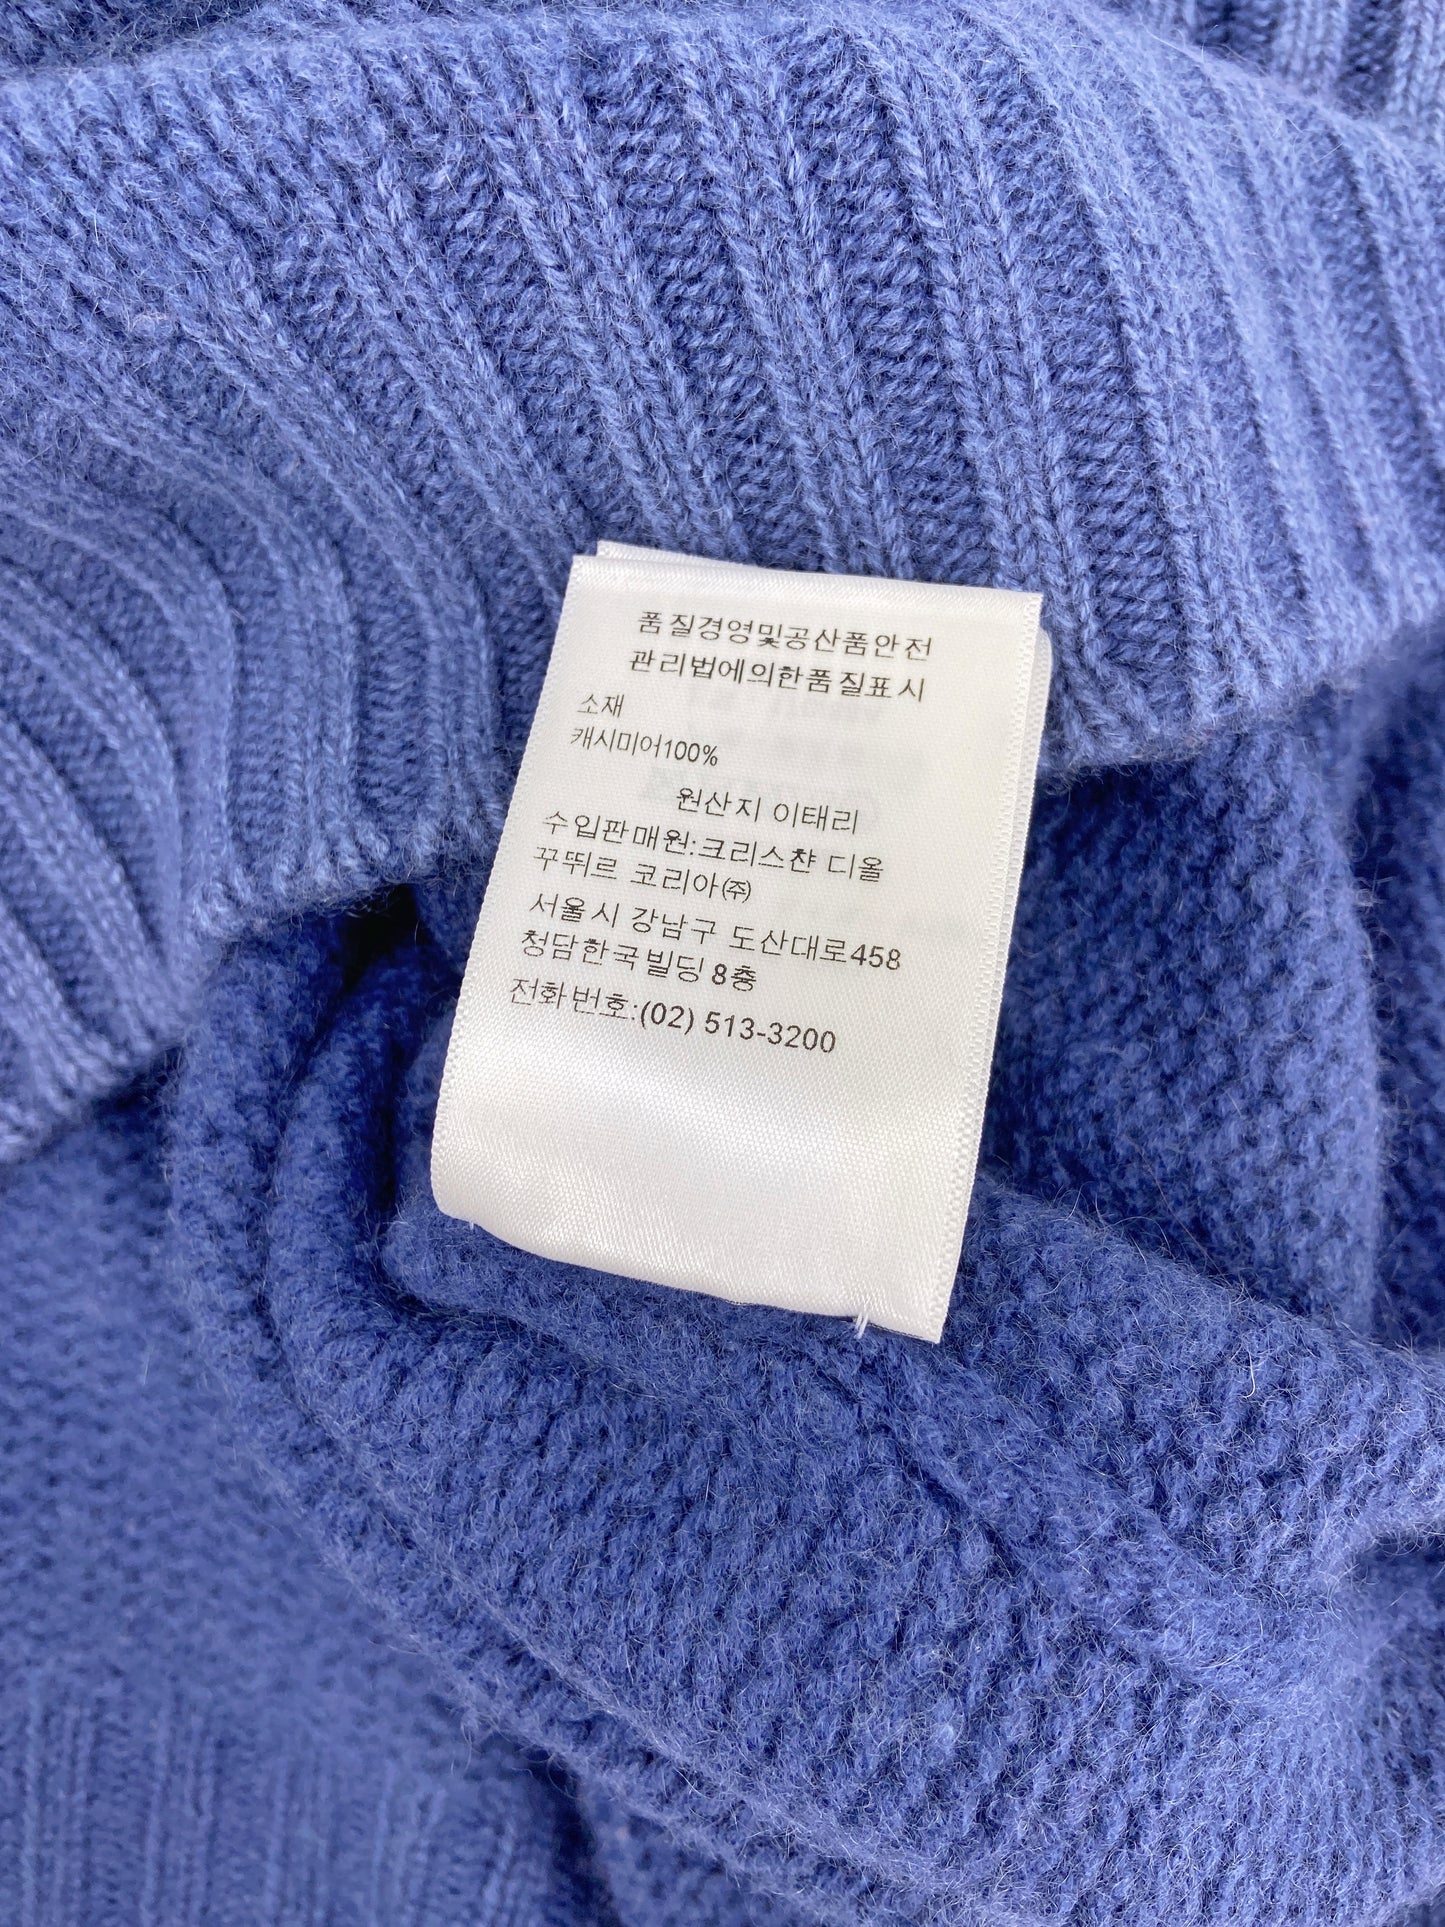 품질경영및공산품안전
관리법에의한품질표시
소재
캐시미어100%
원산지 이태리
수입판매원:크리스챤 디올
꾸뛰르 코리아㈜
서울시 강남구 도산대로458
청담한국빌딩 8층
전화번호:(02) 513-3200